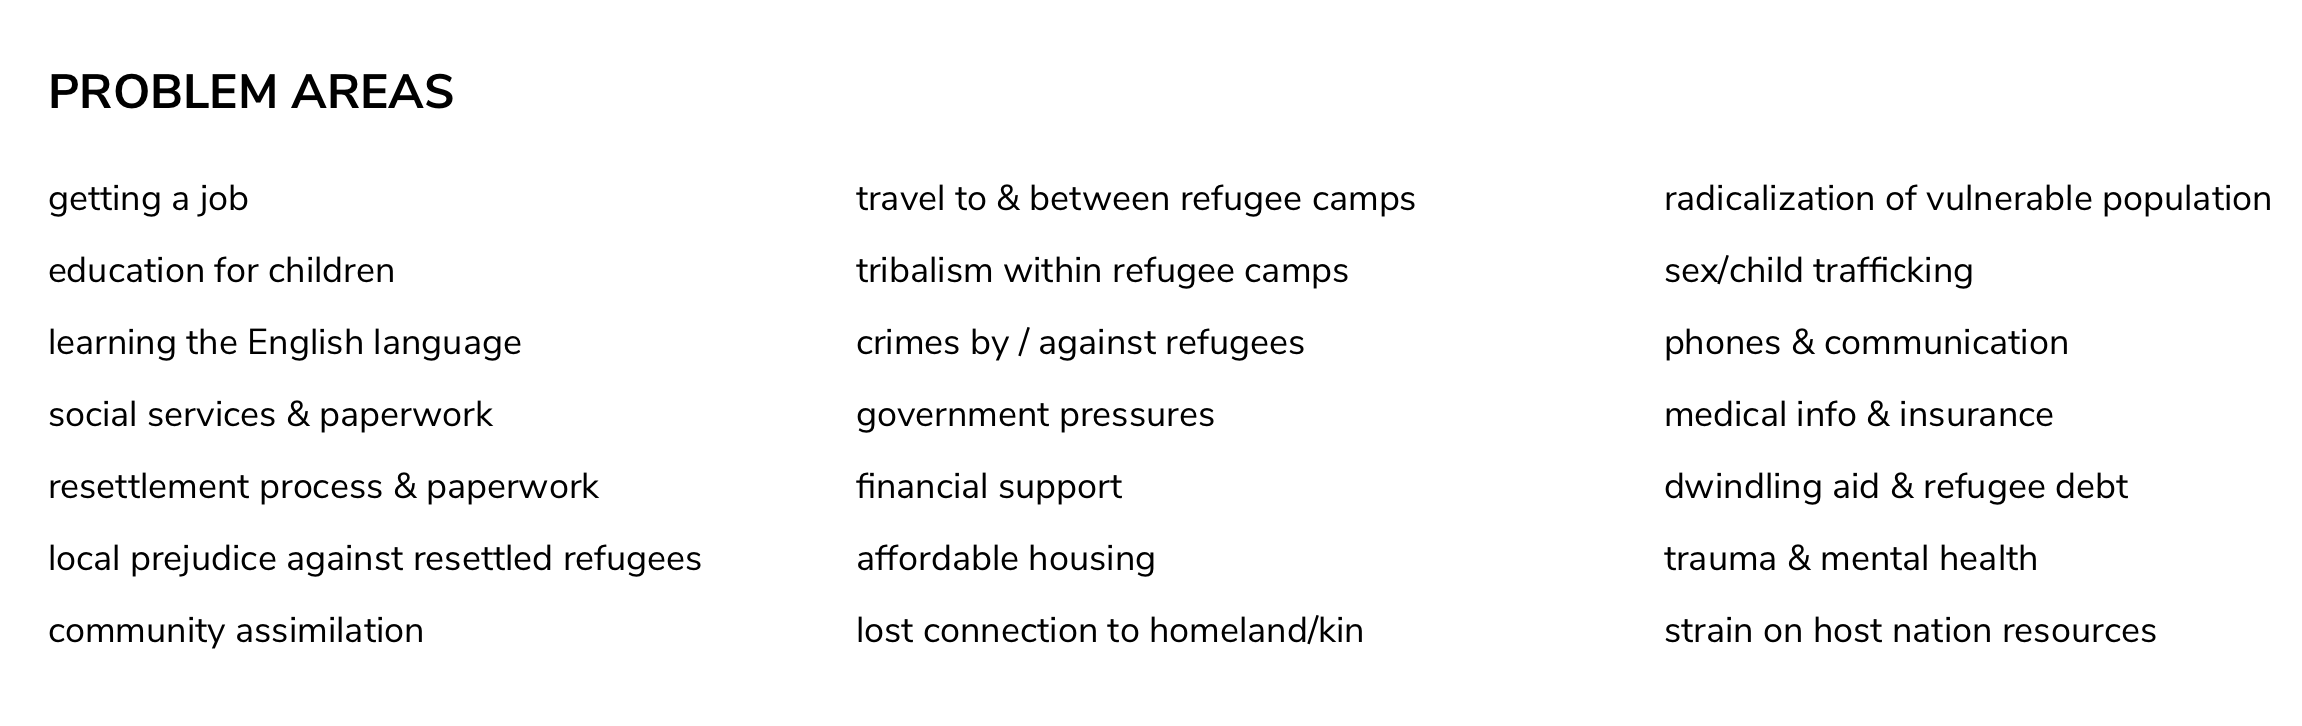 PROBLEM AREAS
getting a job
education for children
learning the English language
social services & paperwork
resettlement process & paperwork
local prejudice against resettled refugees
community assimilation
travel to & between refugee camps
tribalism within refugee camps
crimes by / against refugees
government pressures
financial support
affordable housing
lost connection to homeland/kin
radicalization of vulnerable population
sex/child trafficking
phones & communication
medical info & insurance
dwindling aid & refugee debt
trauma & mental health
strain on host nation resources